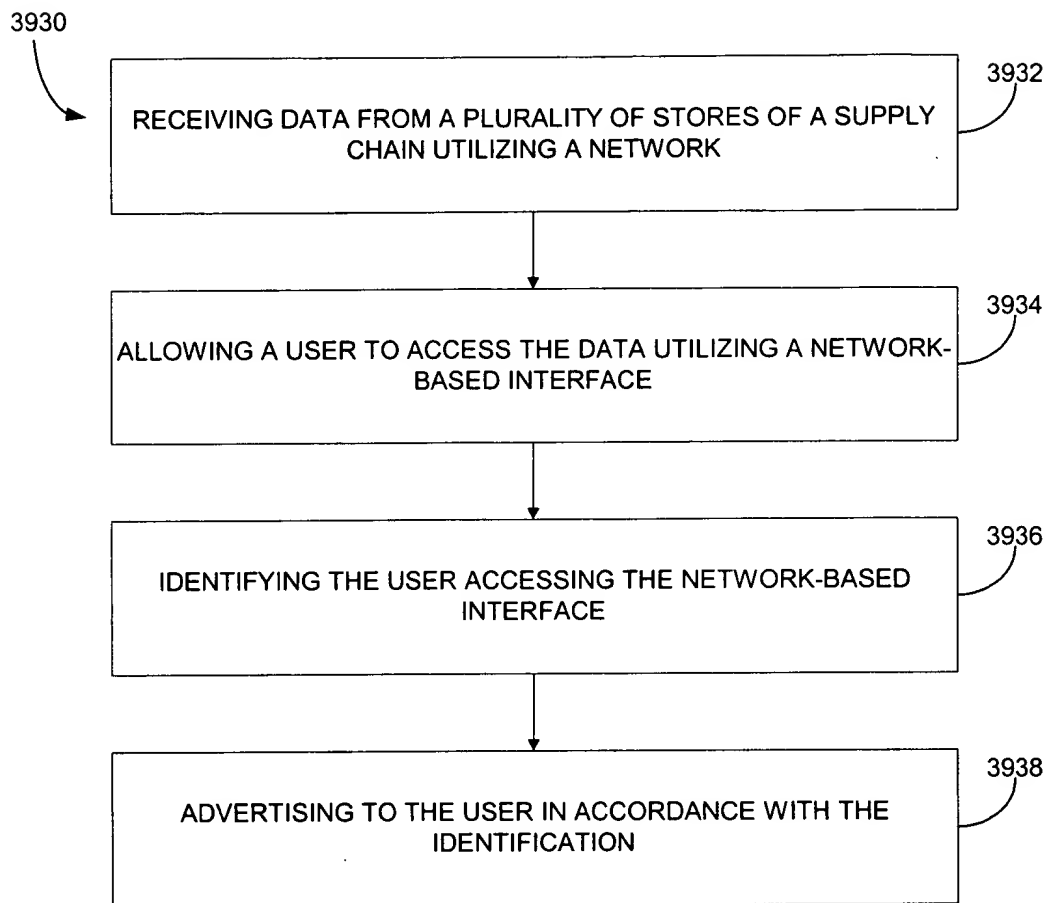 3930
3932
RECEIVING DATA FROM A PLURALITY OF STORES OF A SUPPLY
CHAIN UTILIZING A NETWORK
3934
ALLOWING A USER TO ACCESS THE DATA UTILIZING A NETWORK-
BASED INTERFACE
3936
IDENTIFYING THE USER ACCESSING THE NETWORK-BASED
INTERFACE
3938
ADVERTISING TO THE USER IN ACCORDANCE WITH THE
IDENTIFICATION